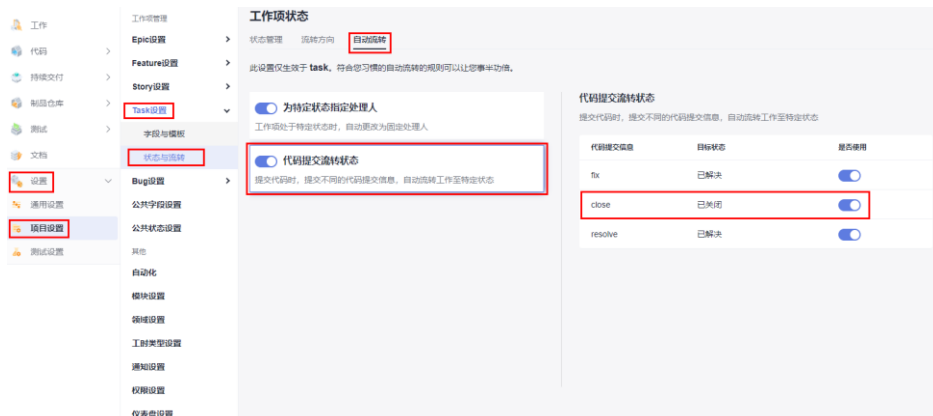 工作
代码
持续交付
制品仓库
测试
文档
设置
通用设置
项目设置
测试设置
工作项管理
Epic设置
Feature设置
Story设置
Task设置
字段与模板
状态与流转
Bug设置
公共字段设置
公共状态设置
其他
自动化
模块设置
领域设置
工时类型设置
通知设置
权限设置
仪表盘设置
工作项状态
状态管理 流转方向 自动流转
此设置仅生效于 task。符合您习惯的自动流转的规则可以让您事半功倍。
为特定状态指定处理人
工作项处于特定状态时，自动更改为固定处理人
代码提交流转状态
提交代码时，提交不同的代码提交信息，自动流转工作至特定状态
代码提交流转状态
提交代码时，提交不同的代码提交信息，自动流转工作至特定状态
代码提交信息 目标状态 是否使用
fix 已解决
close 已关闭
resolve 已解决